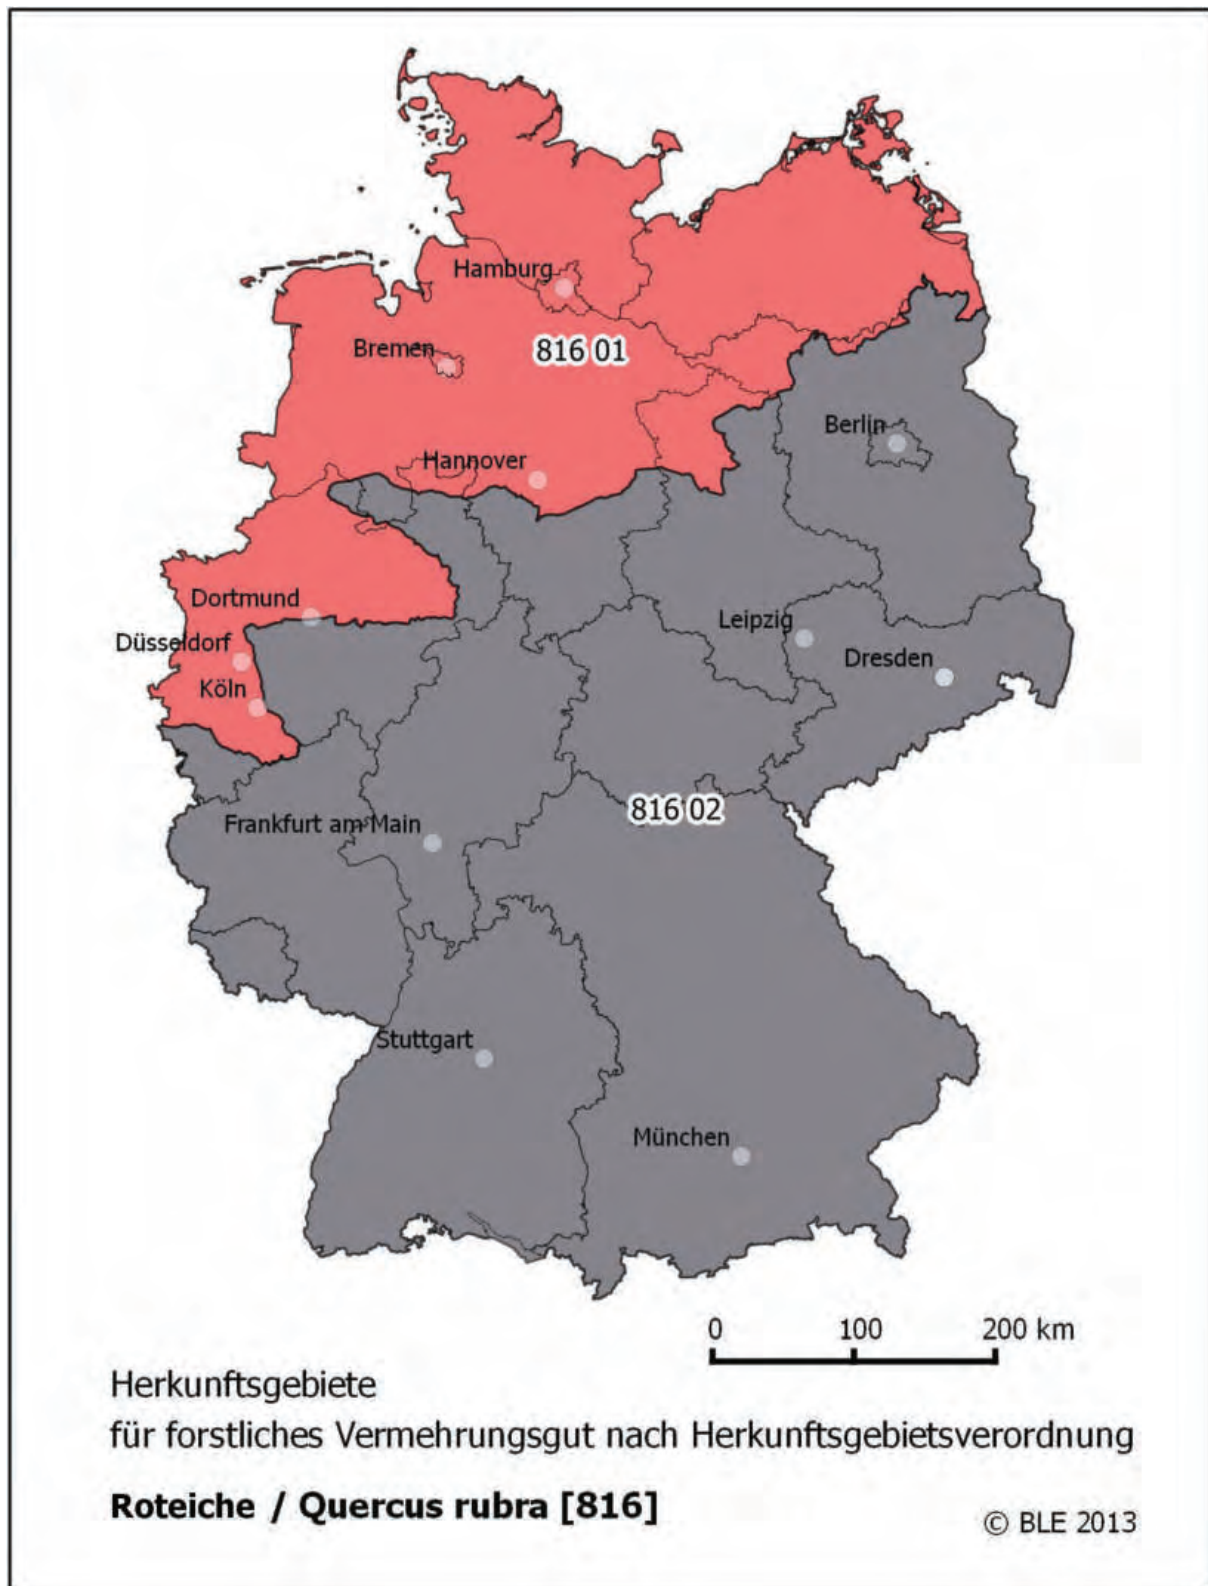 Hamburg
Bremen
816 01
Berlin
Hannover
Dortmund
Leipzig
Düsseldorf
Dresden
Köln
816 02
Frankfurt am Main
Stuttgart
München
0 100 200 km
Herkunftsgebiete
für forstliches Vermehrungsgut nach Herkunftsgebietsverordnung
Roteiche / Quercus rubra [816]
© BLE 2013